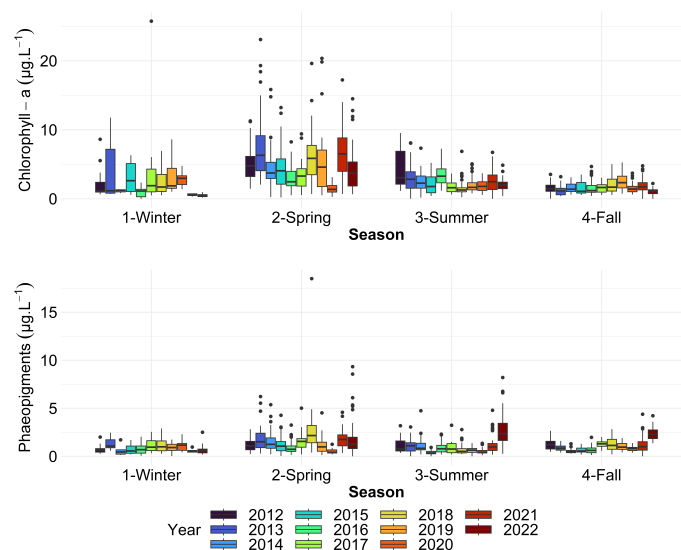 Chlorophyll − a (µg.L−1)
20
10
0
1-Winter 2-Spring 3-Summer 4-Fall
Season
Phaeopigments (µg.L−1)
15
10
5
0
1-Winter 2-Spring 3-Summer 4-Fall
Season
Year
2012 2015 2018 2021
2013 2016 2019 2022
2014 2017 2020